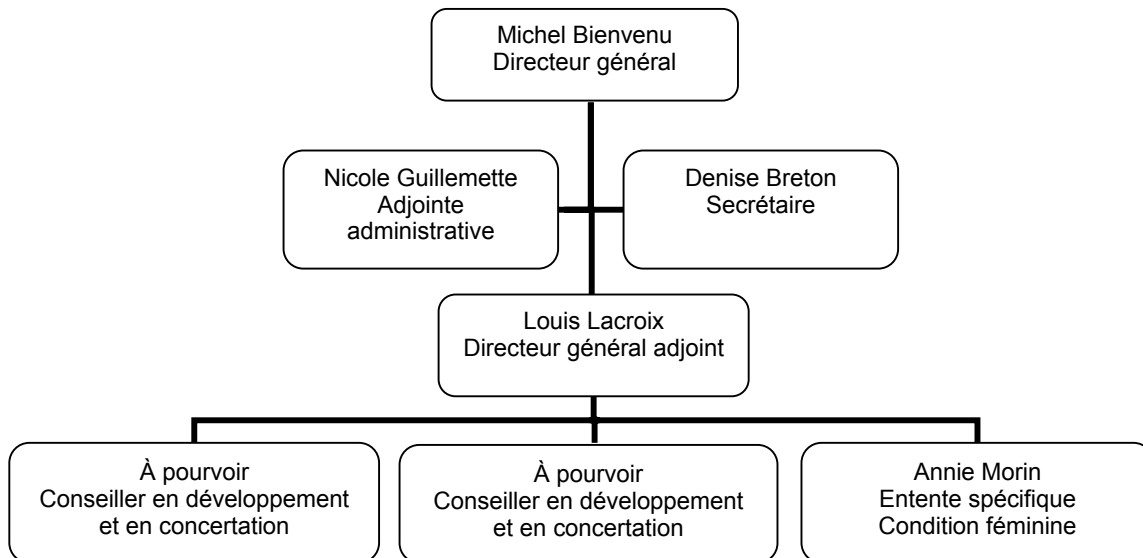 Michel Bienvenu
Directeur général
Nicole Guillemette
Adjointe
administrative
Denise Breton
Secrétaire
Louis Lacroix
Directeur général adjoint
À pourvoir
Conseiller en développement
et en concertation
À pourvoir
Conseiller en développement
et en concertation
Annie Morin
Entente spécifique
Condition féminine